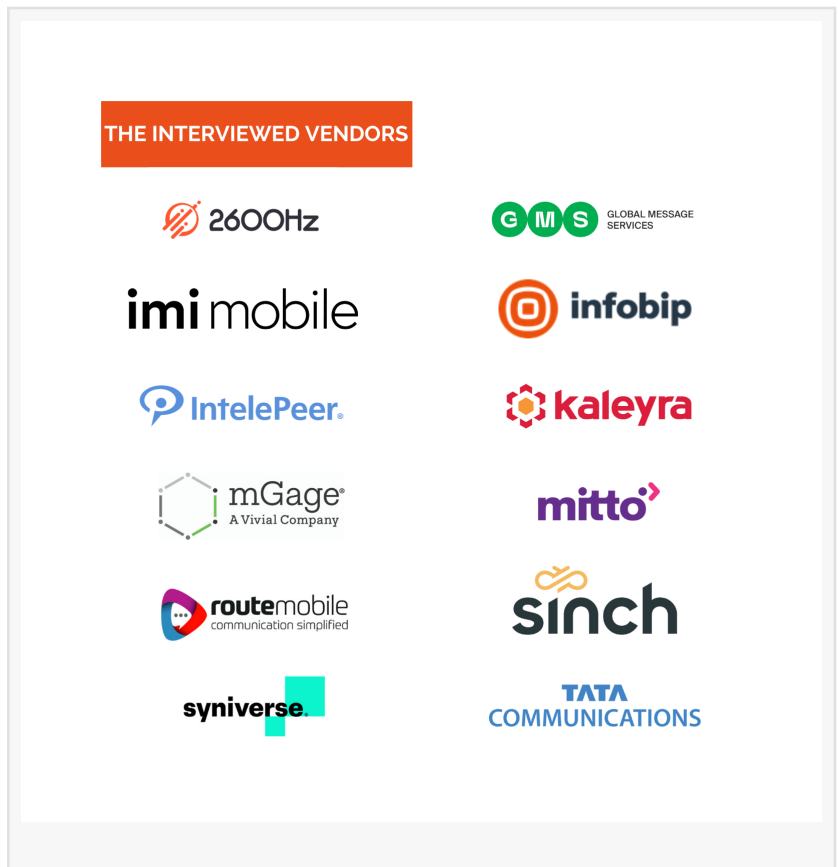 THE INTERVIEWED VENDORS
2600Hz
GMS GLOBAL MESSAGE
SERVICES
imimobile
infobip
IntelePeer®
kaleyra
mGage®
A Vivial Company
mitto
routemobile
communication simplified
sinch
syniverse.
TATA
COMMUNICATIONS